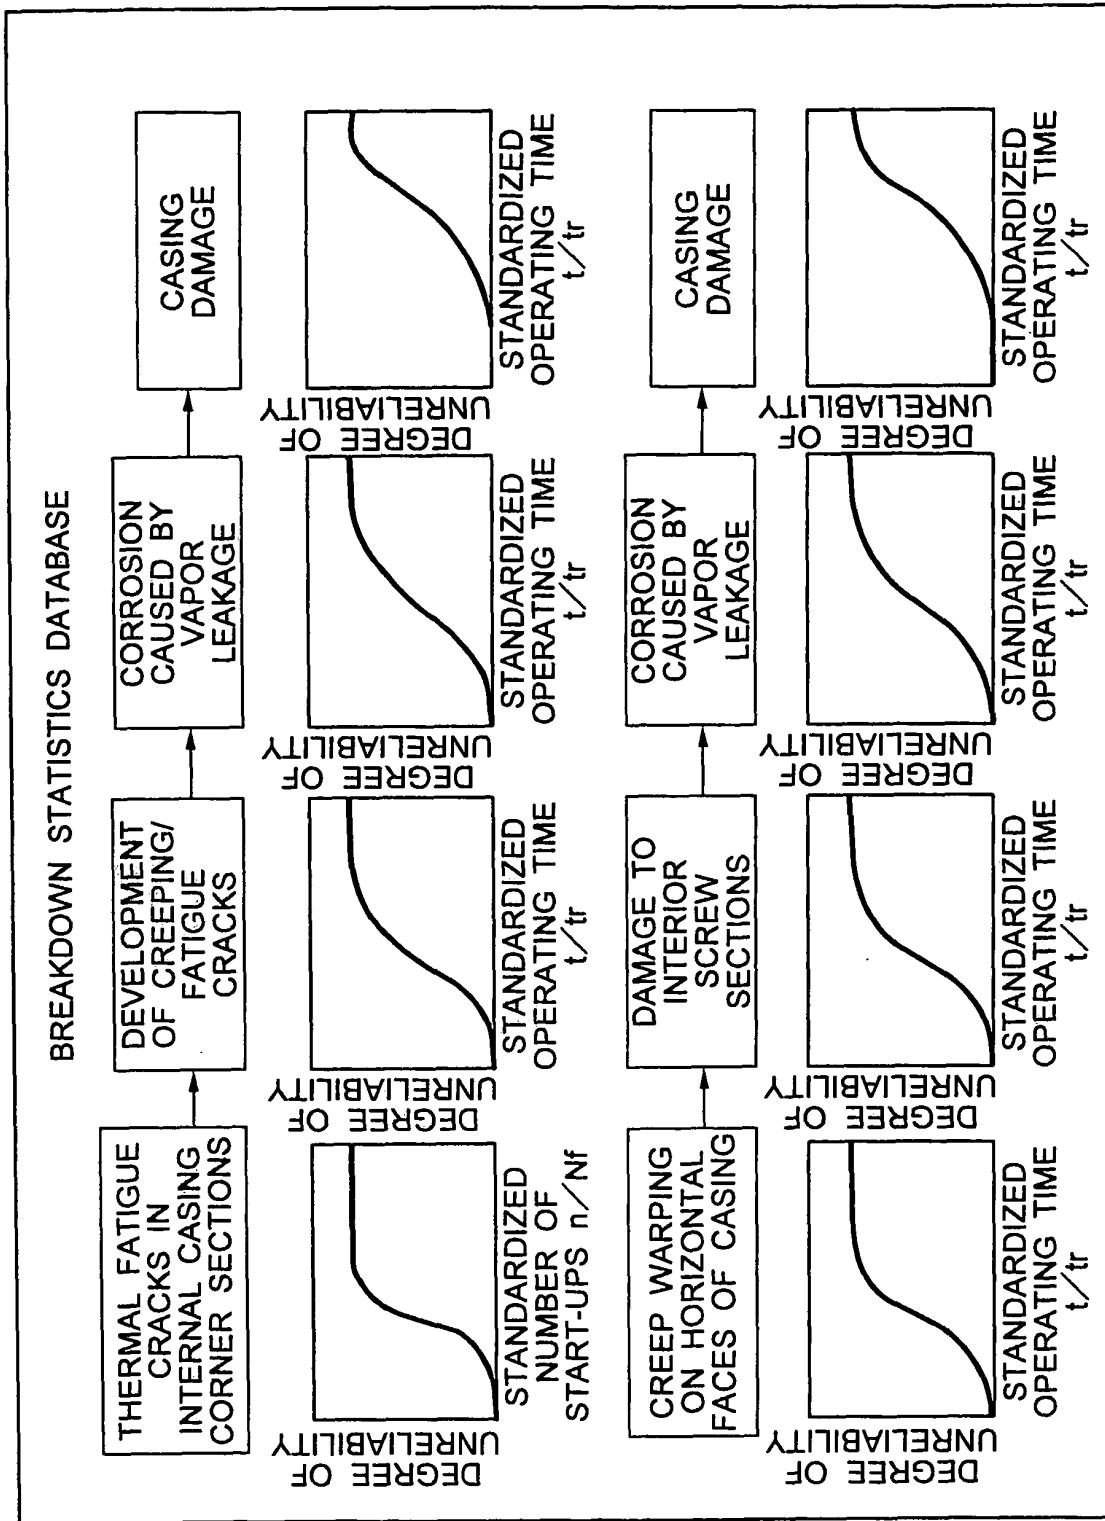 BREAKDOWN STATISTICS DATABASE
THERMAL FATIGUE
CRACKS IN
INTERNAL CASING
CORNER SECTIONS
DEVELOPMENT
OF CREEPING/
FATIGUE
CRACKS
CORROSION
CAUSED BY
VAPOR
LEAKAGE
CASING
DAMAGE
DEGREE OF
UNRELIABILITY
STANDARDIZED
NUMBER OF
START-UPS n/Nf
DEGREE OF
UNRELIABILITY
STANDARDIZED
OPERATING TIME
t/tr
DEGREE OF
UNRELIABILITY
STANDARDIZED
OPERATING TIME
t/tr
DEGREE OF
UNRELIABILITY
STANDARDIZED
OPERATING TIME
t/tr
CREEP WARPING
ON HORIZONTAL
FACES OF CASING
DAMAGE TO
INTERIOR
SCREW
SECTIONS
CORROSION
CAUSED BY
VAPOR
LEAKAGE
CASING
DAMAGE
DEGREE OF
UNRELIABILITY
STANDARDIZED
OPERATING TIME
t/tr
DEGREE OF
UNRELIABILITY
STANDARDIZED
OPERATING TIME
t/tr
DEGREE OF
UNRELIABILITY
STANDARDIZED
OPERATING TIME
t/tr
DEGREE OF
UNRELIABILITY
STANDARDIZED
OPERATING TIME
t/tr